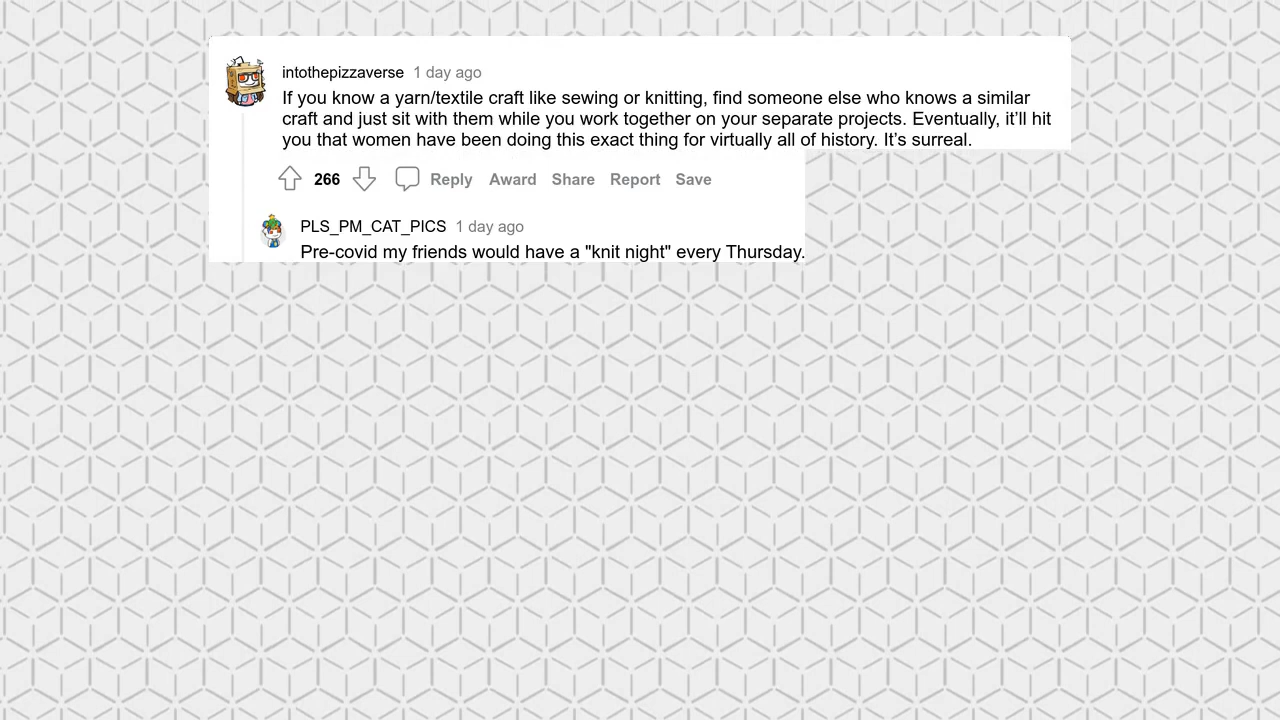 intothepizzaverse 1 day ago
If you know a yarn/textile craft like sewing or knitting, find someone else who knows a similar
craft and just sit with them while you work together on your separate projects. Eventually, it’ll hit
you that women have been doing this exact thing for virtually all of history. It’s surreal.
266 Reply Award Share Report Save
PLS_PM_CAT_PICS 1 day ago
Pre-covid my friends would have a "knit night" every Thursday.